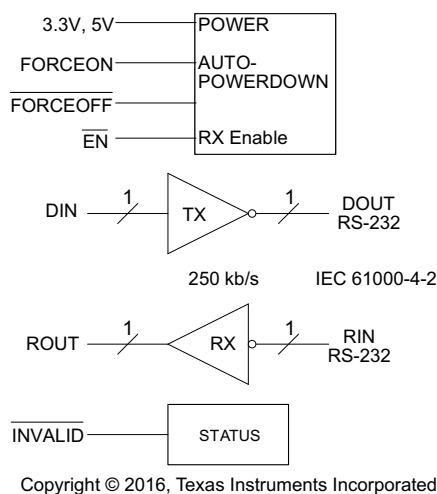 3.3V, 5V
POWER
FORCEON
AUTO-
POWERDOWN
FORCEOFF
EN
RX Enable
DIN
1
TX
1
DOUT
RS-232
250 kb/s
IEC 61000-4-2
ROUT
1
RX
1
RIN
RS-232
INVALID
STATUS
Copyright © 2016, Texas Instruments Incorporated